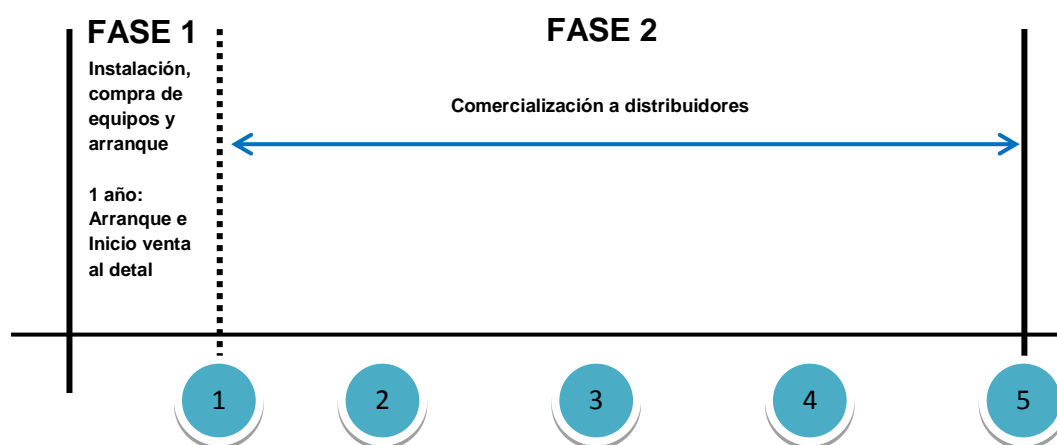 FASE 1
Instalación,
compra de
equipos y
arranque
1 año:
Arranque e
Inicio venta
al detal
FASE 2
Comercialización a distribuidores
1
2
3
4
5